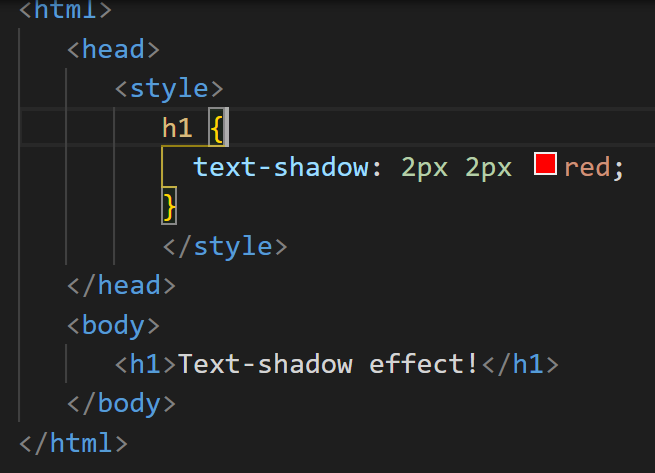 <html>
<head>
<style>
h1 {
text-shadow: 2px 2px red;
}
</style>
</head>
<body>
<h1>Text-shadow effect!</h1>
</body>
</html>